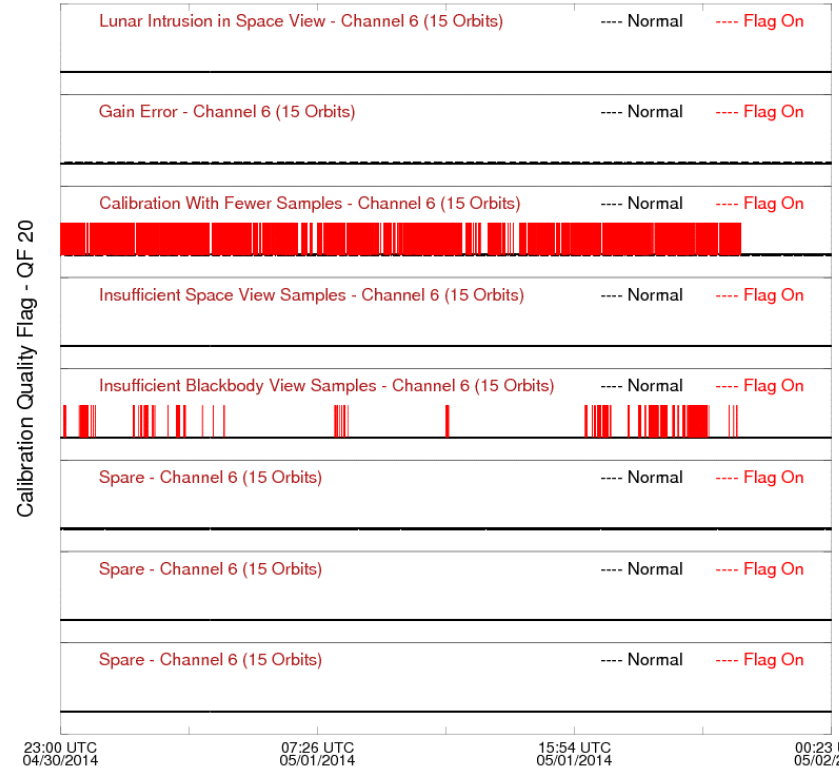 Lunar Intrusion in Space View - Channel 6 (15 Orbits) ---- Normal ---- Flag On
Gain Error - Channel 6 (15 Orbits) ---- Normal ---- Flag On
Calibration With Fewer Samples - Channel 6 (15 Orbits) ---- Normal ---- Flag On
Insufficient Space View Samples - Channel 6 (15 Orbits) ---- Normal ---- Flag On
Insufficient Blackbody View Samples - Channel 6 (15 Orbits) ---- Normal ---- Flag On
Spare - Channel 6 (15 Orbits) ---- Normal ---- Flag On
Spare - Channel 6 (15 Orbits) ---- Normal ---- Flag On
Spare - Channel 6 (15 Orbits) ---- Normal ---- Flag On
Calibration Quality Flag - QF 20
23:00 UTC 07:26 UTC 15:54 UTC 00:23
04/30/2014 05/01/2014 05/01/2014 05/02/2